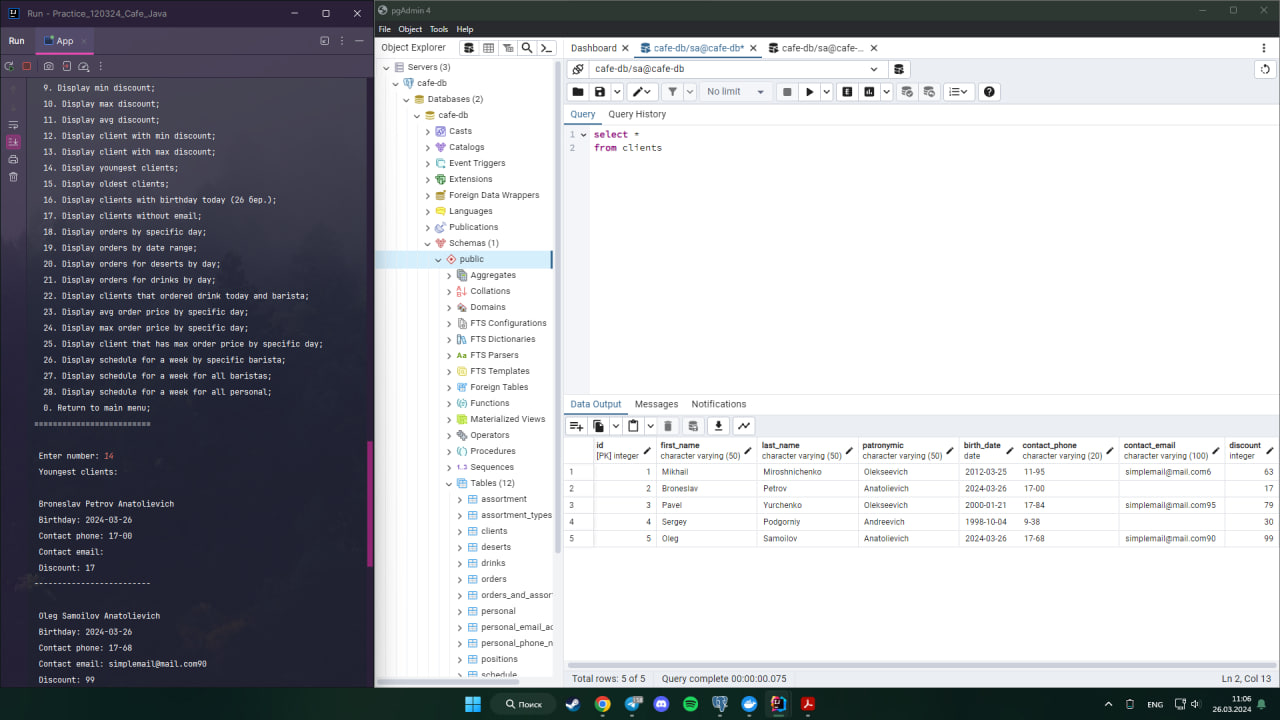 Run - Practice_120324_Cafe_Java
Run
App
9. Display min discount;
10. Display max discount;
11. Display avg discount;
12. Display client with min discount;
13. Display client with max discount;
14. Display youngest clients;
15. Display oldest clients;
16. Display clients with birthday today (26 бер.);
17. Display clients without email;
18. Display orders by specific day;
19. Display orders by date range;
20. Display orders for deserts by day;
21. Display orders for drinks by day;
22. Display clients that ordered drink today and barista;
23. Display avg order price by specific day;
24. Display max order price by specific day;
25. Display client that has max order price by specific day;
26. Display schedule for a week by specific barista;
27. Display schedule for a week for all baristas;
28. Display schedule for a week for all personal;
0. Return to main menu;
=========================
Enter number: 14
Youngest clients:
Broneslav Petrov Anatolievich
Birthday: 2024-03-26
Contact phone: 17-00
Contact email:
Discount: 17
-------------------------
Oleg Samoilov Anatolievich
Birthday: 2024-03-26
Contact phone: 17-68
Contact email: simplemail@mail.com90
Discount: 99
pgAdmin 4
File Object Tools Help
Object Explorer
Servers (3)
cafe-db
Databases (2)
cafe-db
Casts
Catalogs
Event Triggers
Extensions
Foreign Data Wrappers
Languages
Publications
Schemas (1)
public
Aggregates
Collations
Domains
FTS Configurations
FTS Dictionaries
FTS Parsers
FTS Templates
Foreign Tables
Functions
Materialized Views
Operators
Procedures
Sequences
Tables (12)
assortment
assortment_types
clients
deserts
drinks
orders
orders_and_assor
personal
personal_email_ac
personal_phone_n
positions
schedule
Dashboard cafe-db/sa@cafe-db* cafe-db/sa@cafe-...
cafe-db/sa@cafe-db
No limit
Query Query History
1 select *
2 from clients
Data Output Messages Notifications
id first_name last_name patronymic birth_date contact_phone contact_email discount
[PK] integer character varying (50) character varying (50) character varying (50) date character varying (20) character varying (100) integer
1 1 Mikhail Miroshnichenko Olekseevich 2012-03-25 11-95 simplemail@mail.com6 63
2 2 Broneslav Petrov Anatolievich 2024-03-26 17-00 17
3 3 Pavel Yurchenko Olekseevich 2000-01-21 17-84 simplemail@mail.com95 79
4 4 Sergey Podgorniy Andreevich 1998-10-04 9-38 30
5 5 Oleg Samoilov Anatolievich 2024-03-26 17-68 simplemail@mail.com90 99
Total rows: 5 of 5 Query complete 00:00:00.075 Ln 2, Col 13
Поиск
ENG
11:06
26.03.2024